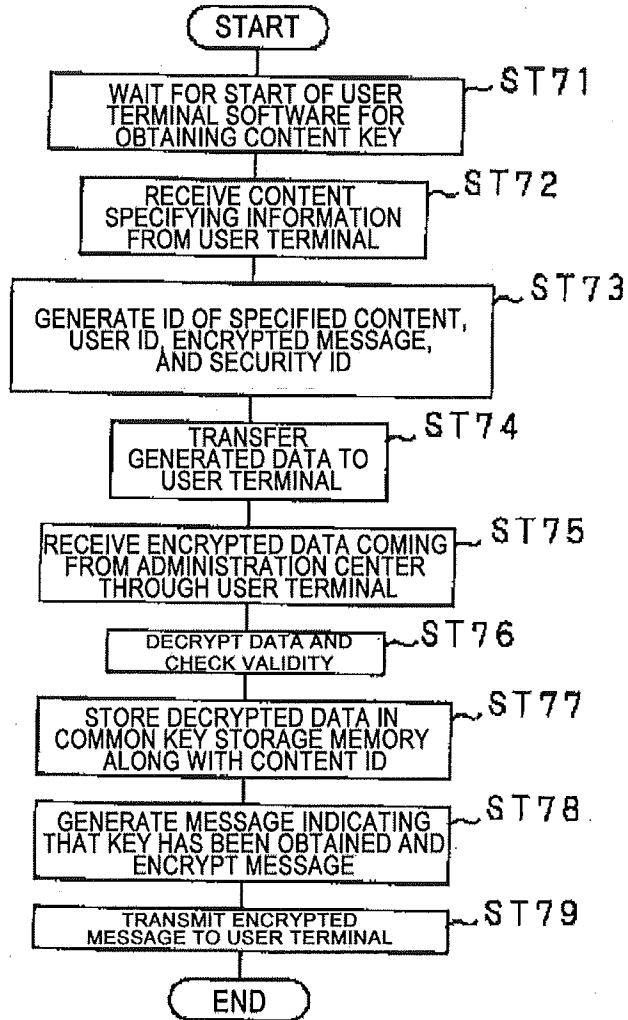 START
WAIT FOR START OF USER
TERMINAL SOFTWARE FOR
OBTAINING CONTENT KEY
ST71
RECEIVE CONTENT
SPECIFYING INFORMATION
FROM USER TERMINAL
ST72
GENERATE ID OF SPECIFIED CONTENT,
USER ID, ENCRYPTED MESSAGE,
AND SECURITY ID
ST73
TRANSFER
GENERATED DATA TO
USER TERMINAL
ST74
RECEIVE ENCRYPTED DATA COMING
FROM ADMINISTRATION CENTER
THROUGH USER TERMINAL
ST75
DECRYPT DATA AND
CHECK VALIDITY
ST76
STORE DECRYPTED DATA IN
COMMON KEY STORAGE MEMORY
ALONG WITH CONTENT ID
ST77
GENERATE MESSAGE INDICATING
THAT KEY HAS BEEN OBTAINED AND
ENCRYPT MESSAGE
ST78
TRANSMIT ENCRYPTED
MESSAGE TO USER TERMINAL
ST79
END